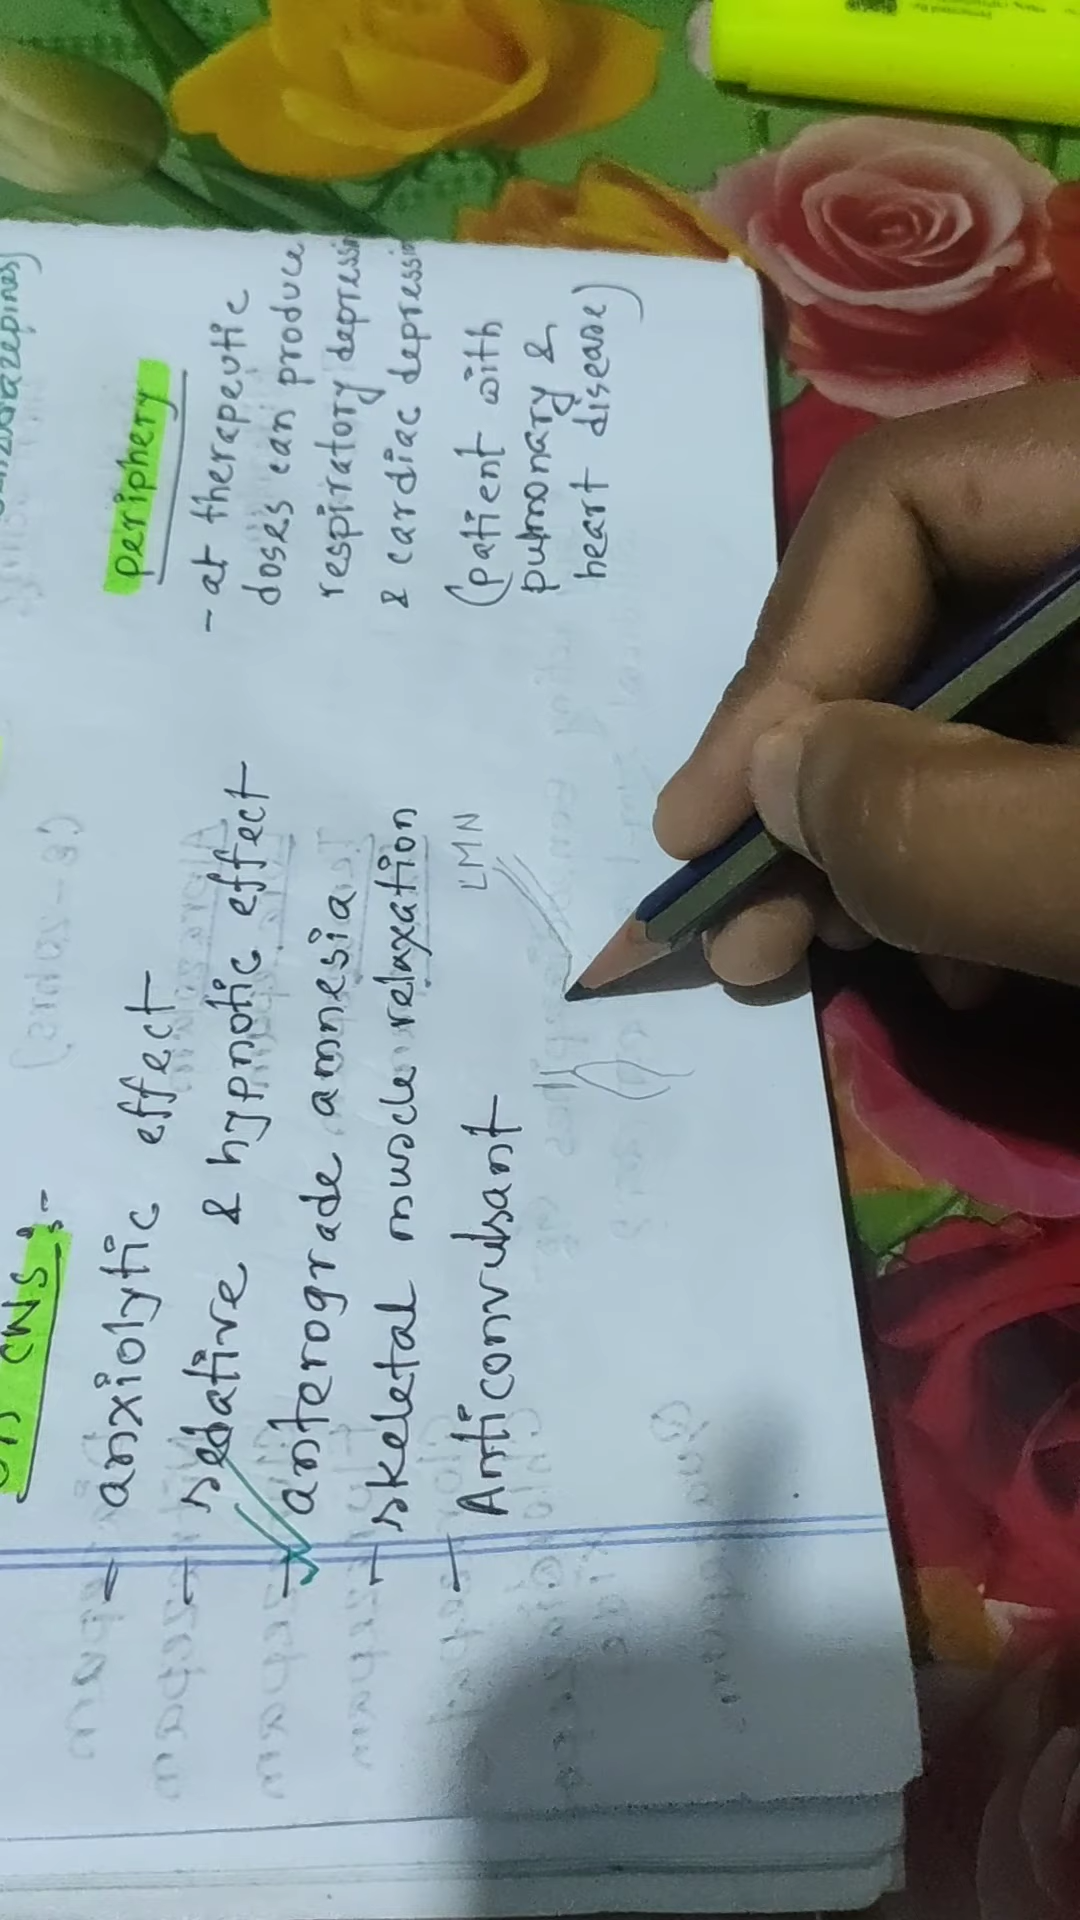 CNS :-
- anxiolytic effect
- sedative & hypnotic effect
- anterograde amnesia
- skeletal muscle relaxation
- Anticonvulsant
LMN
periphery
- at therapeutic
doses can produce
respiratory depressi
& cardiac depressio
(patient with
pulmonary &
heart disease)